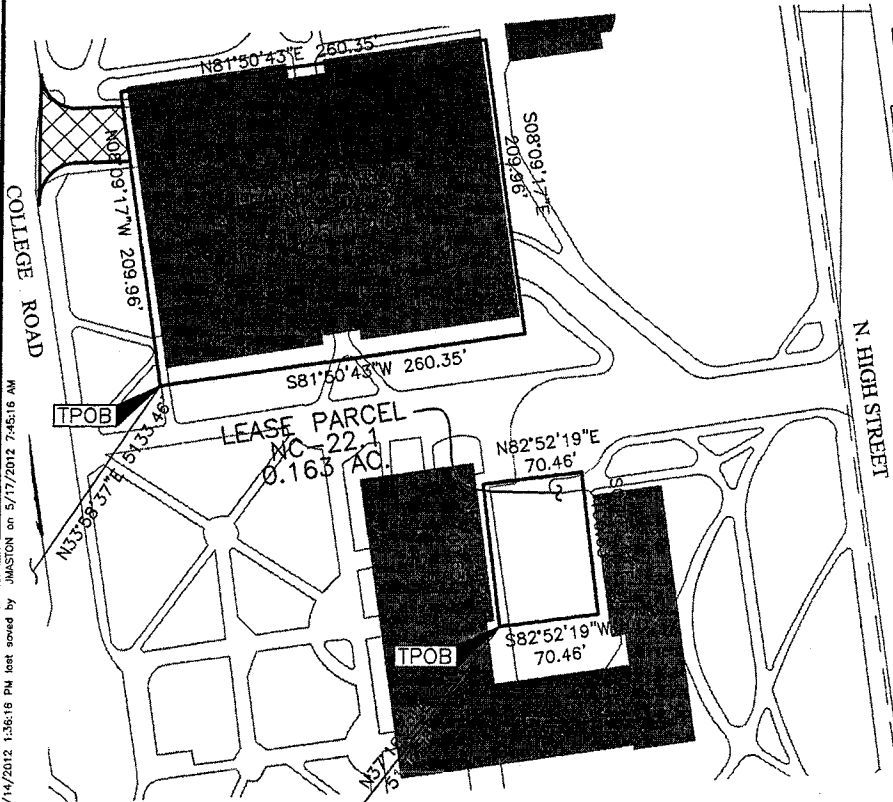 N81°50'43"E 260.35'
S08°09'17"E
209.96'
N08°09'17"W 209.96'
COLLEGE ROAD
S81°50'43"W 260.35'
TPOB
N33°58'37"E 5133.46'
LEASE PARCEL
NC-22.1
0.163 AC.
N82°52'19"E
70.46'
N. HIGH STREET
S82°52'19"W
70.46'
TPOB
/14/2012 1:36:16 PM last saved by JMASTON on 5/17/2012 7:45:16 AM